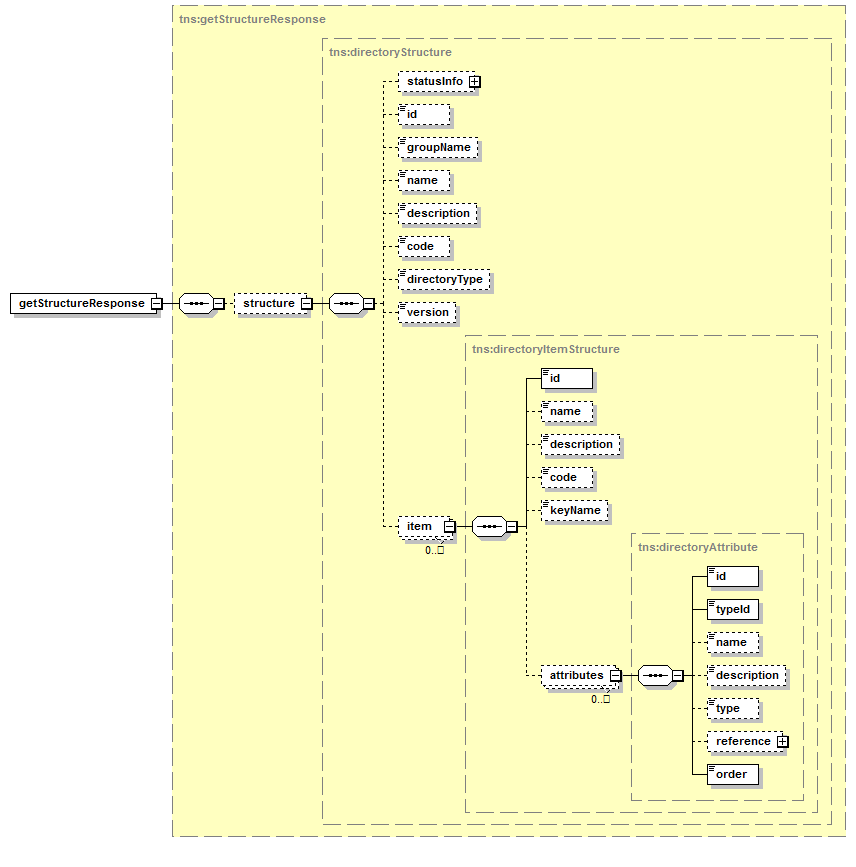 tns:getStructureResponse
tns:directoryStructure
statusInfo
id
groupName
name
description
code
directoryType
getStructureResponse
structure
version
tns:directoryItemStructure
id
name
description
code
keyName
item
0..□
tns:directoryAttribute
id
typeId
name
attributes
0..□
description
type
reference
order